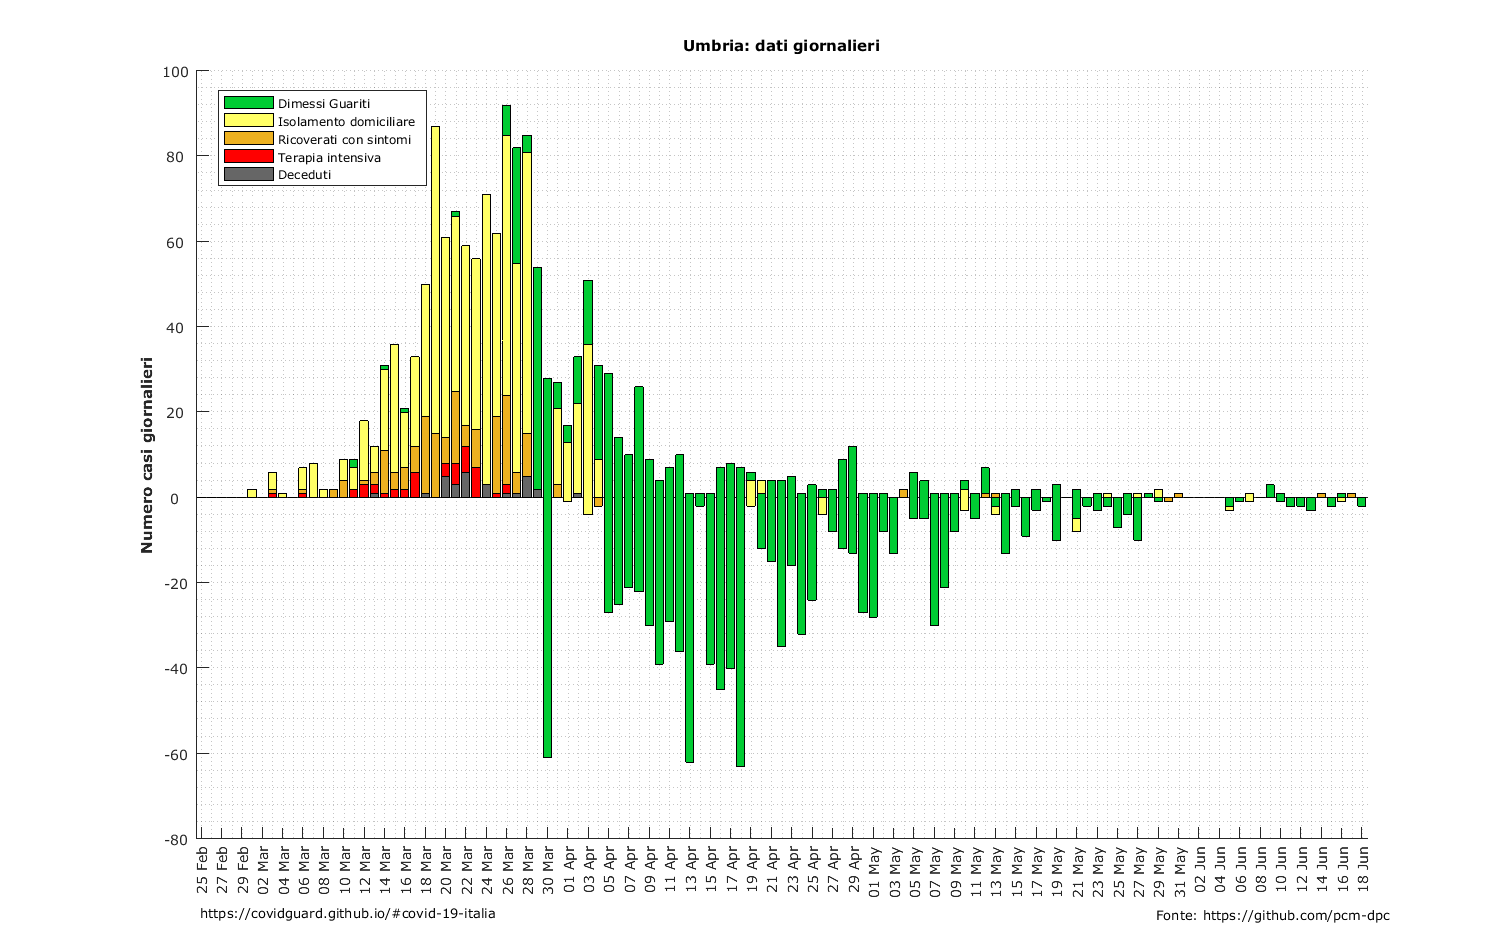 Umbria: dati giornalieri
100
80
60
40
20
0
-20
-40
-60
-80
Numero casi giornalieri
Dimessi Guariti
Isolamento domiciliare
Ricoverati con sintomi
Terapia intensiva
Deceduti
25 Feb
27 Feb
29 Feb
02 Mar
04 Mar
06 Mar
08 Mar
10 Mar
12 Mar
14 Mar
16 Mar
18 Mar
20 Mar
22 Mar
24 Mar
26 Mar
28 Mar
30 Mar
01 Apr
03 Apr
05 Apr
07 Apr
09 Apr
11 Apr
13 Apr
15 Apr
17 Apr
19 Apr
21 Apr
23 Apr
25 Apr
27 Apr
29 Apr
01 May
03 May
05 May
07 May
09 May
11 May
13 May
15 May
17 May
19 May
21 May
23 May
25 May
27 May
29 May
31 May
02 Jun
04 Jun
06 Jun
08 Jun
10 Jun
12 Jun
14 Jun
16 Jun
18 Jun
https://covidguard.github.io/#covid-19-italia
Fonte: https://github.com/pcm-dpc